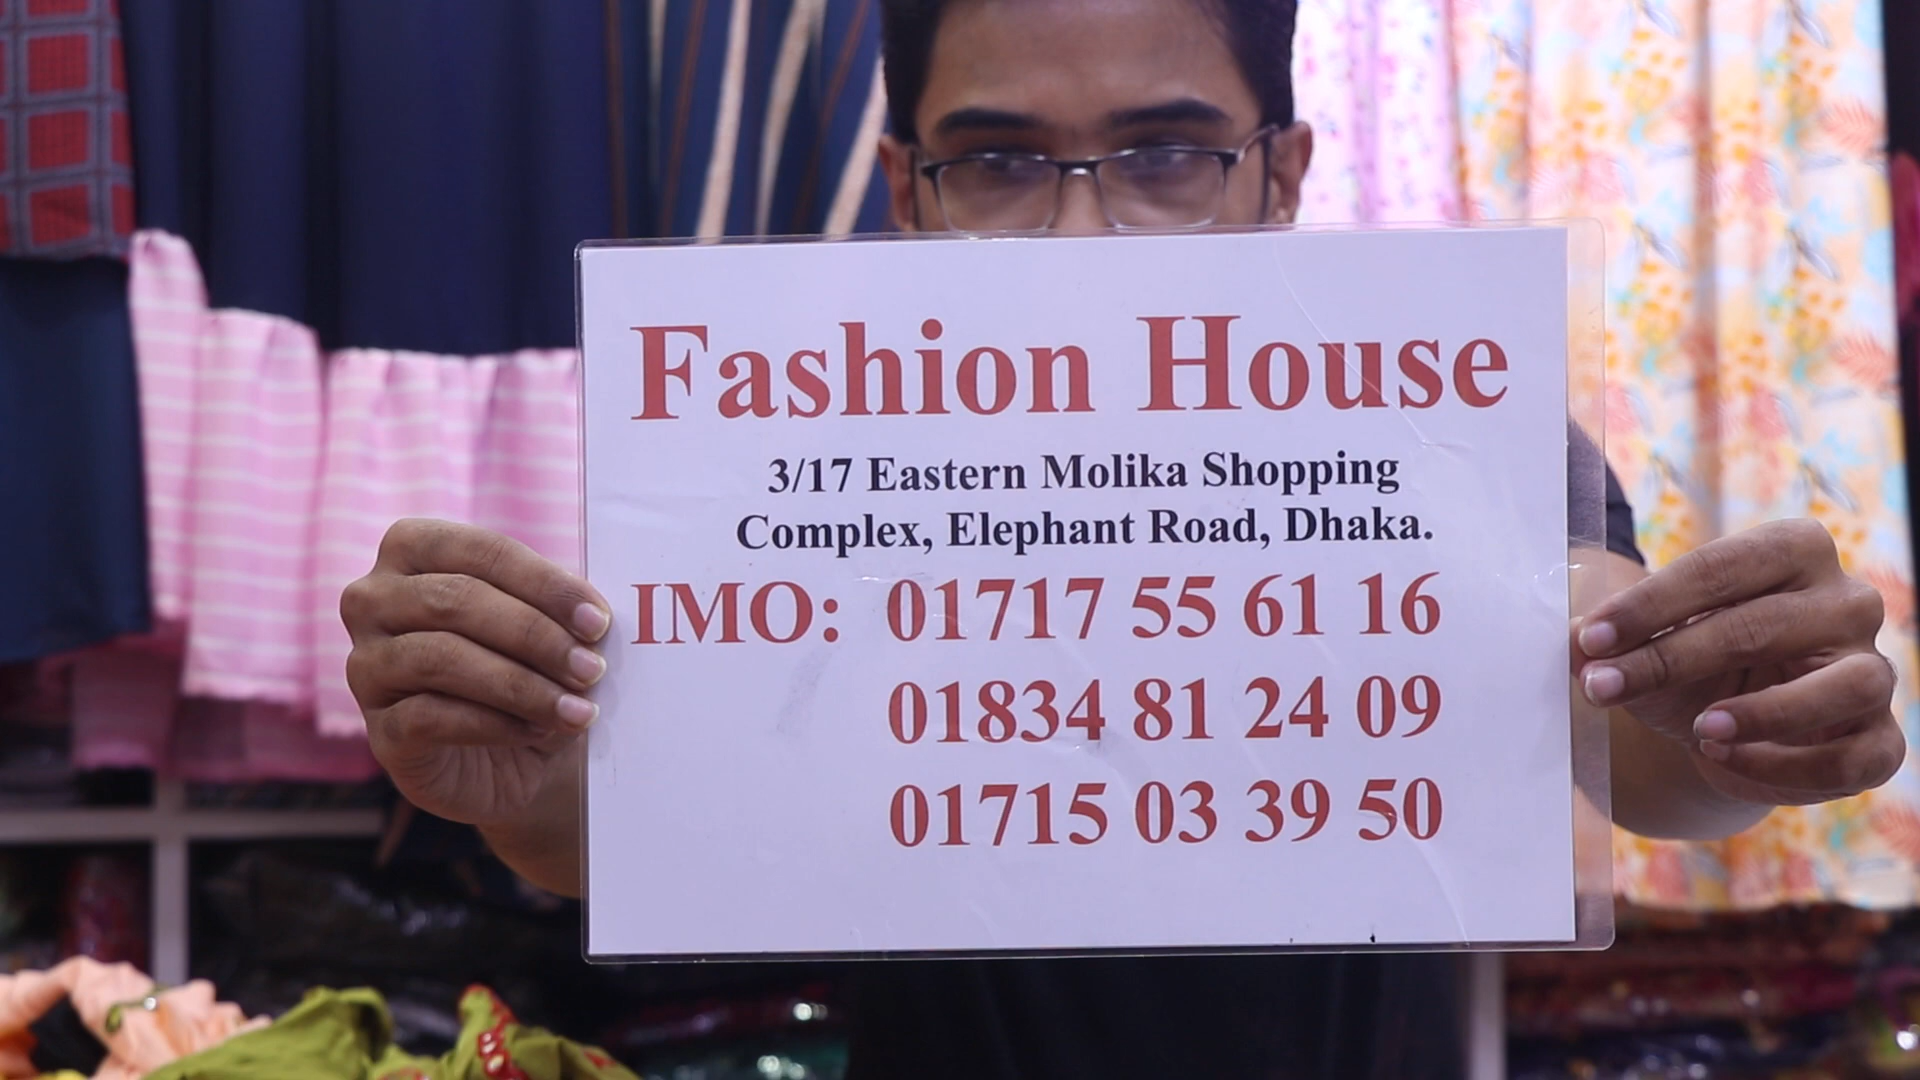 Fashion House
3/17 Eastern Molika Shopping
Complex, Elephant Road, Dhaka.
IMO: 01717 55 61 16
01834 81 24 09
01715 03 39 50